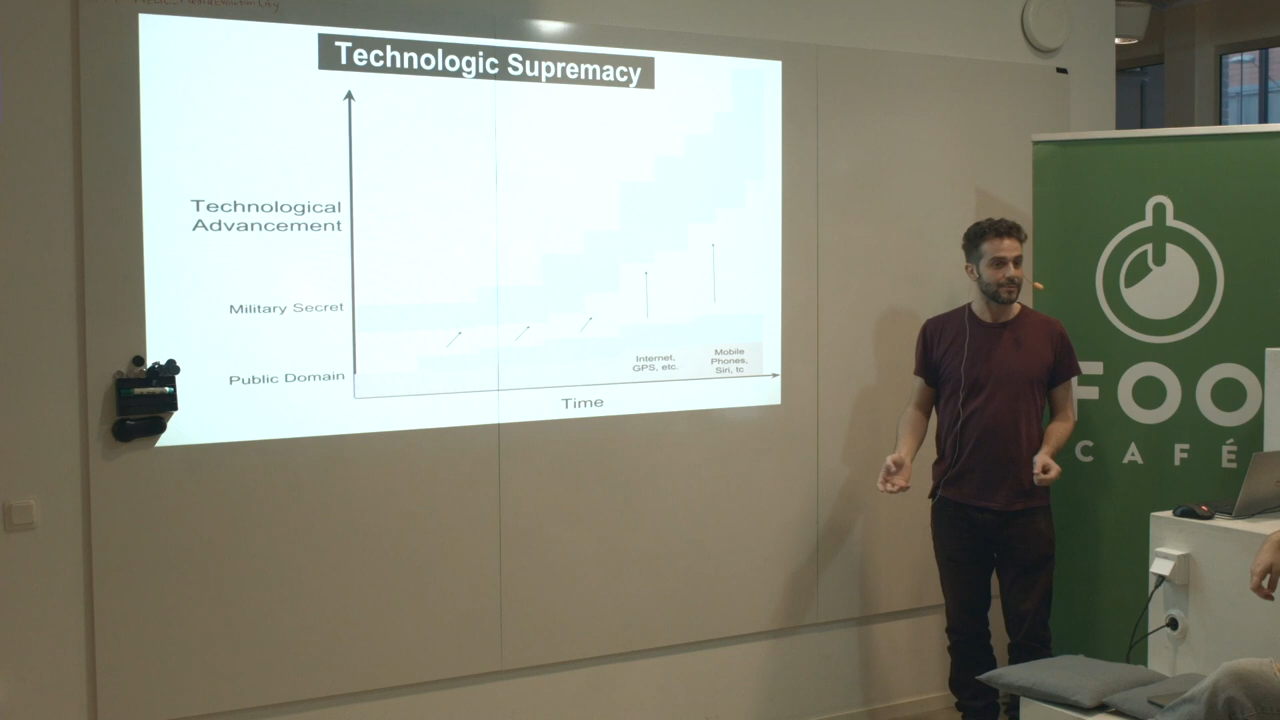 Technologic Supremacy
Technological
Advancement
Military Secret
Public Domain
Internet,
GPS, etc.
Mobile
Phones,
Siri, tc
Time
FOO
CAFÉ